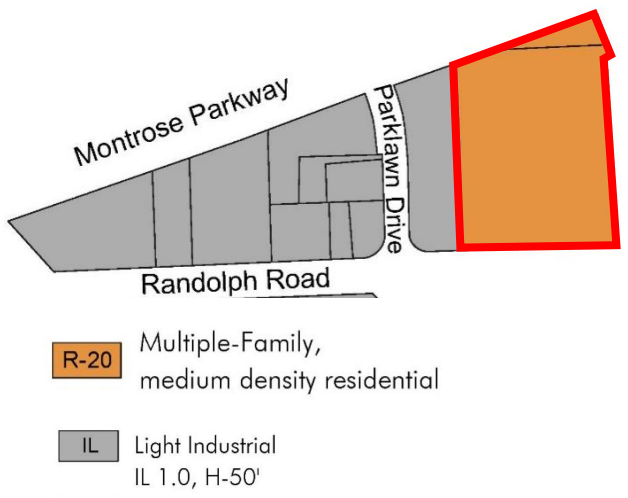 Montrose Parkway
Parklawn Drive
Randolph Road
R-20
Multiple-Family,
medium density residential
IL
Light Industrial
IL 1.0, H-50'